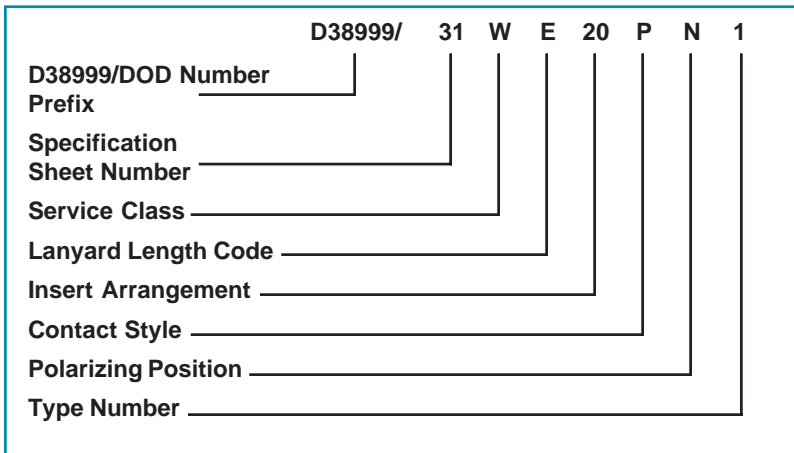 D38999/ 31 W E 20 P N 1
D38999/DOD Number
Prefix
Specification
Sheet Number
Service Class
Lanyard Length Code
Insert Arrangement
Contact Style
Polarizing Position
Type Number